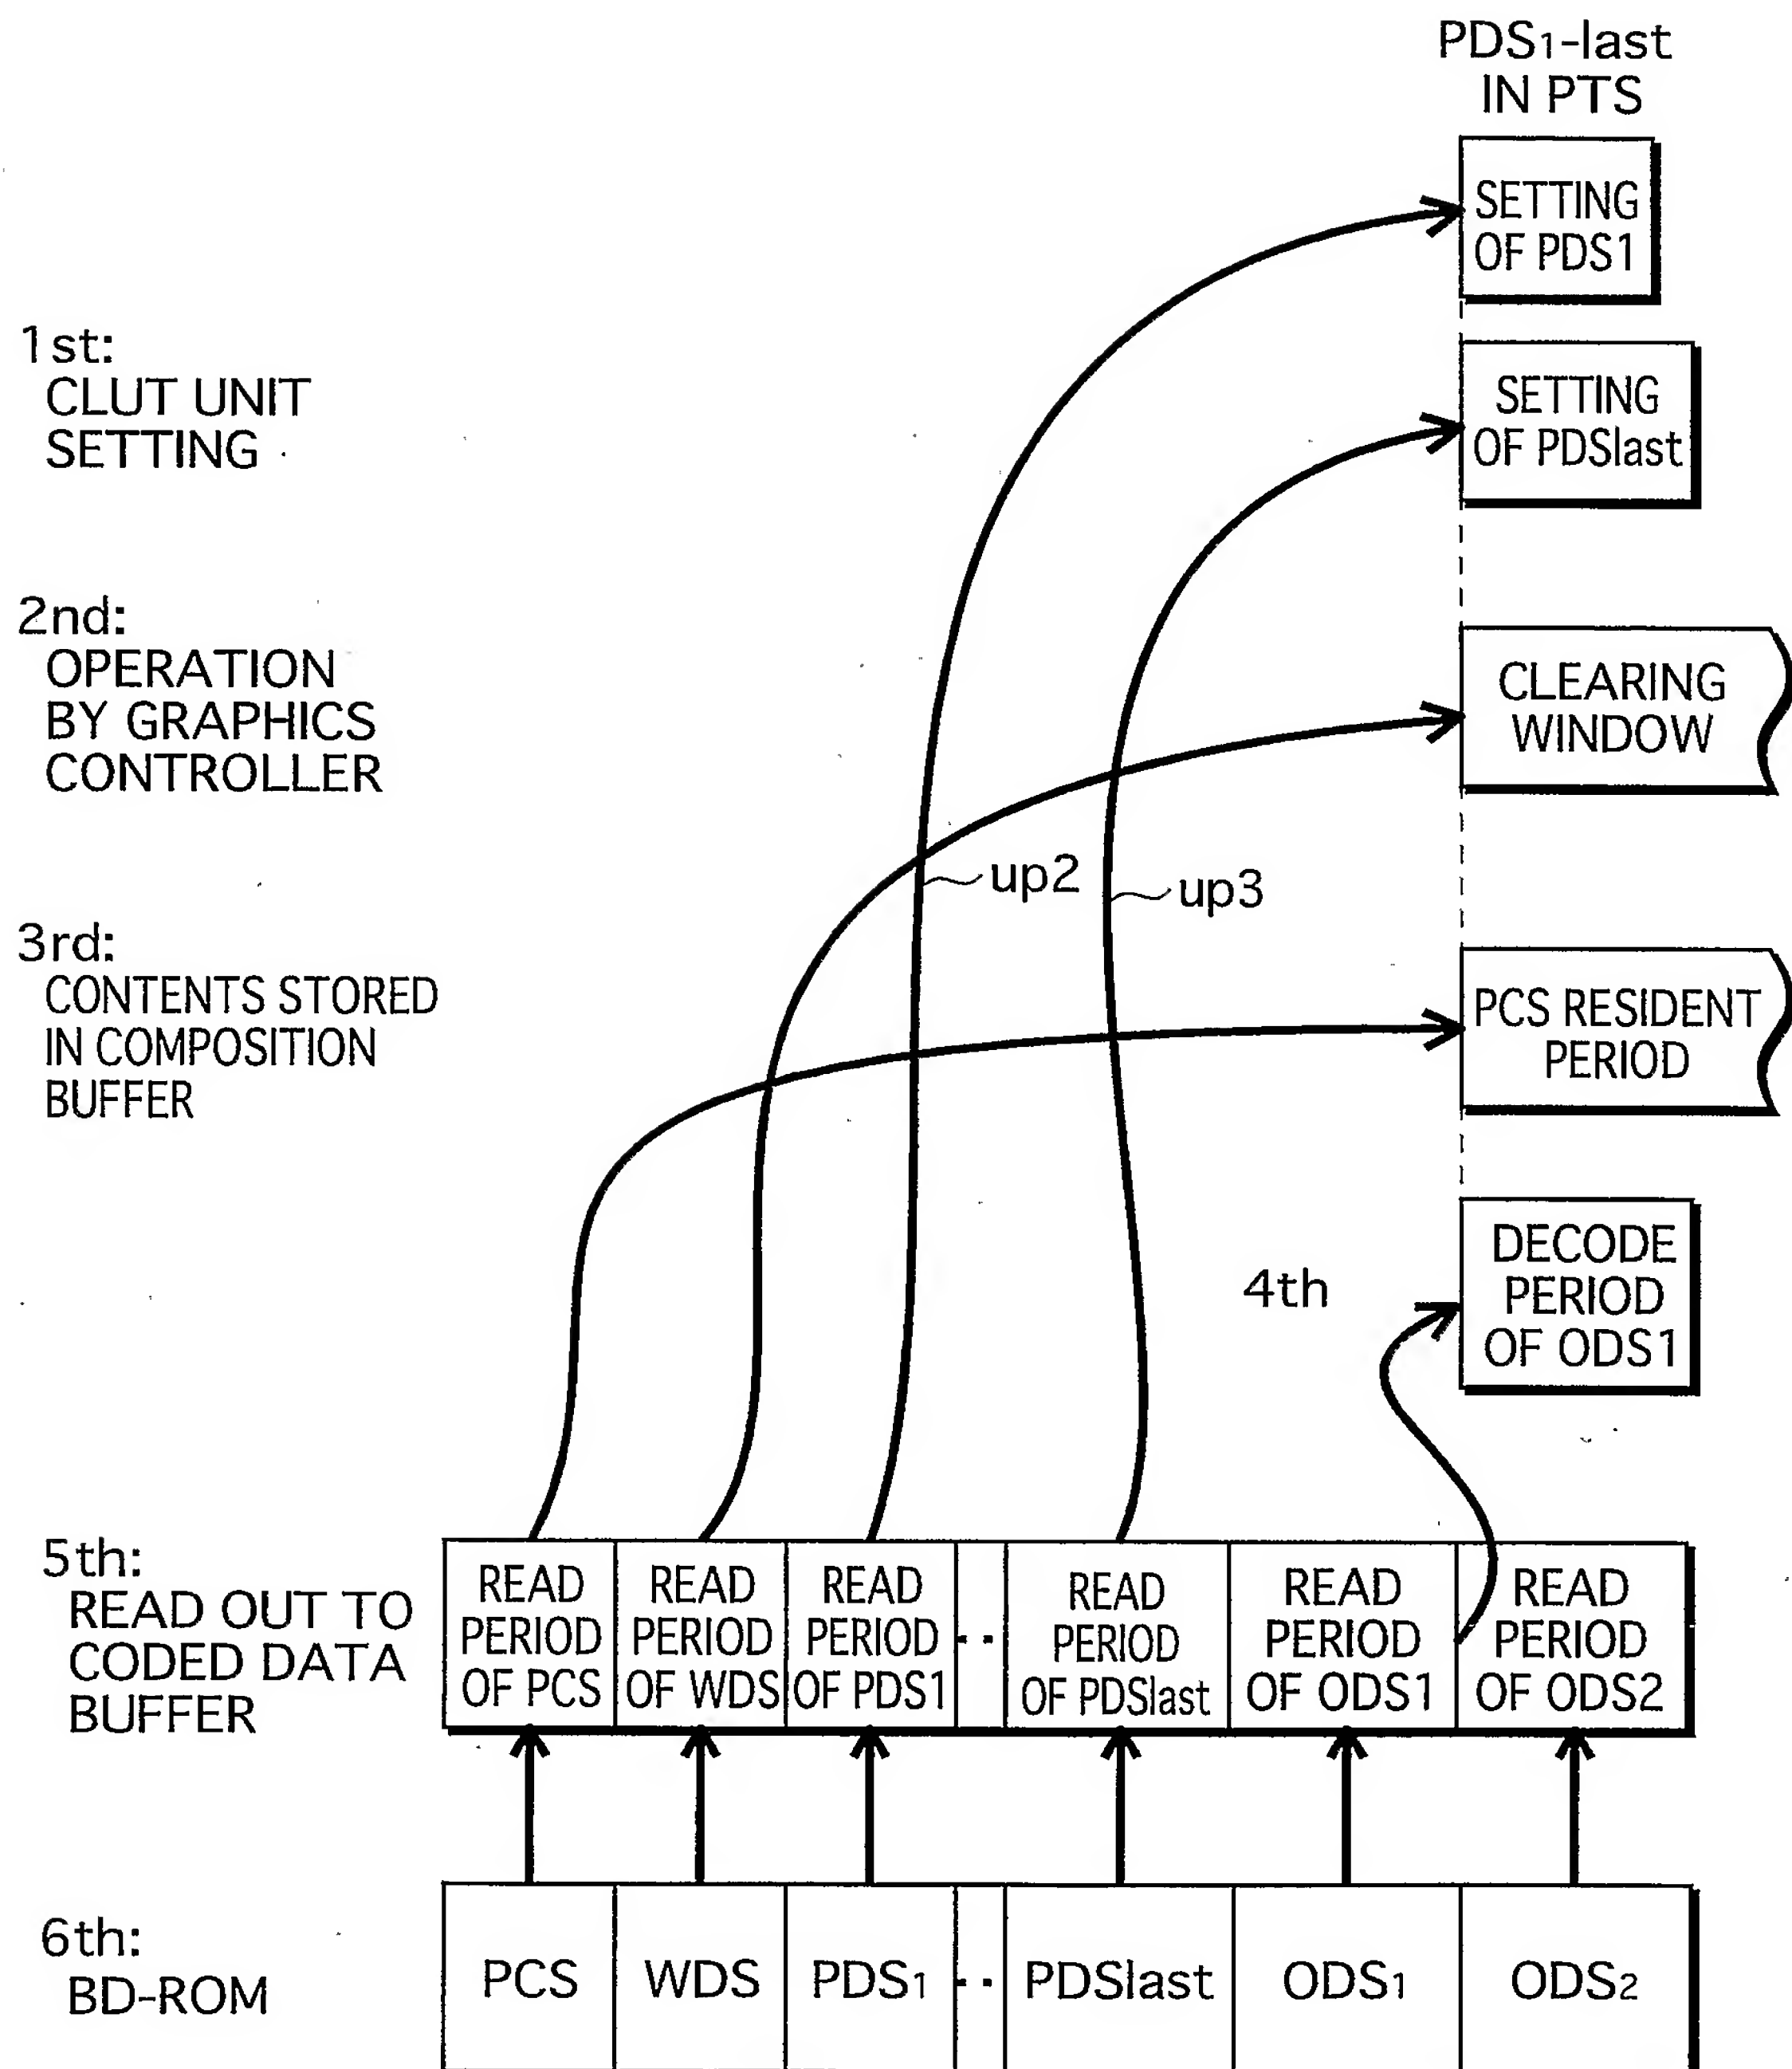 PDS1-last
IN PTS
SETTING
OF PDS1
1st:
CLUT UNIT
SETTING
SETTING
OF PDSlast
2nd:
OPERATION
BY GRAPHICS
CONTROLLER
CLEARING
WINDOW
up2
up3
3rd:
CONTENTS STORED
IN COMPOSITION
BUFFER
PCS RESIDENT
PERIOD
4th
DECODE
PERIOD
OF ODS1
5th:
READ OUT TO
CODED DATA
BUFFER
READ
PERIOD
OF PCS
READ
PERIOD
OF WDS
READ
PERIOD
OF PDS1
··
READ
PERIOD
OF PDSlast
READ
PERIOD
OF ODS1
READ
PERIOD
OF ODS2
6th:
BD-ROM
PCS
WDS
PDS1
··
PDSlast
ODS1
ODS2